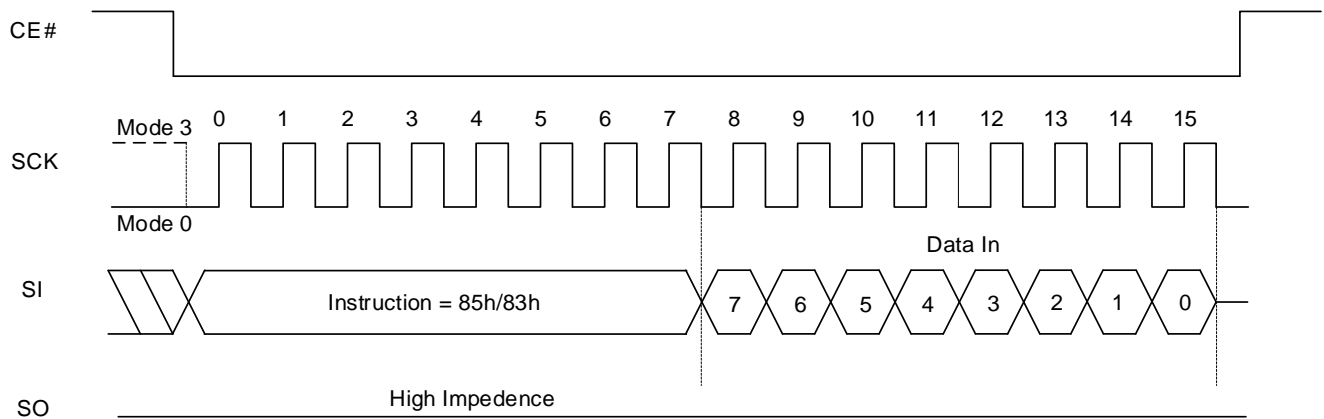 CE#
Mode 3
0 1 2 3 4 5 6 7 8 9 10 11 12 13 14 15
SCK
Mode 0
Data In
SI
Instruction = 85h/83h
7 6 5 4 3 2 1 0
High Impedence
SO